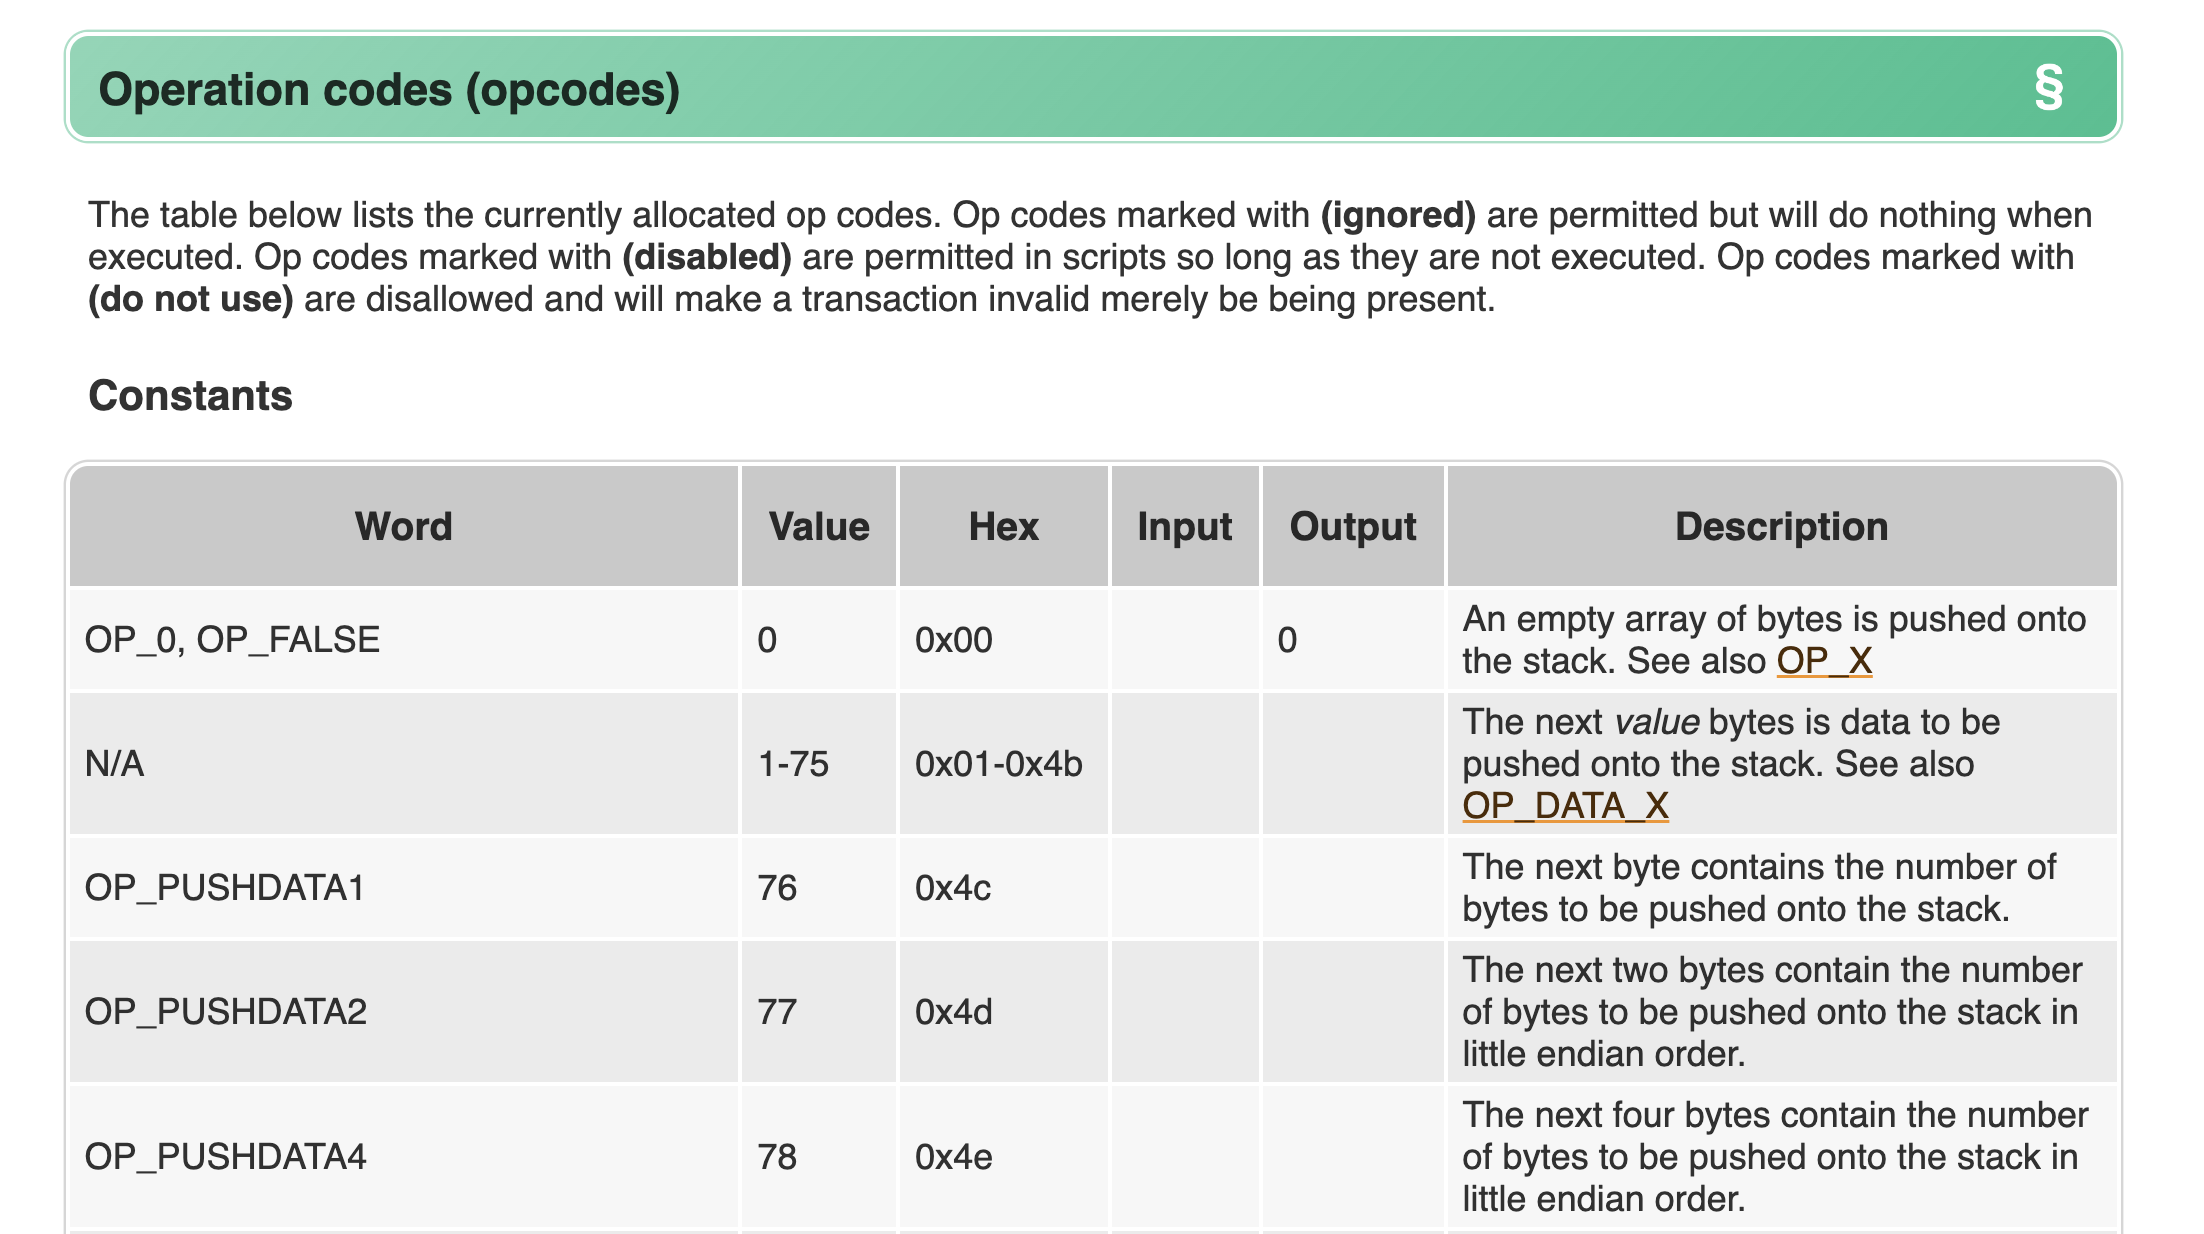 Operation codes (opcodes) §
The table below lists the currently allocated op codes. Op codes marked with (ignored) are permitted but will do nothing when
executed. Op codes marked with (disabled) are permitted in scripts so long as they are not executed. Op codes marked with
(do not use) are disallowed and will make a transaction invalid merely be being present.
Constants
Word Value Hex Input Output Description
OP_0, OP_FALSE 0 0x00 0 An empty array of bytes is pushed onto
the stack. See also OP_X
N/A 1-75 0x01-0x4b The next value bytes is data to be
pushed onto the stack. See also
OP_DATA_X
OP_PUSHDATA1 76 0x4c The next byte contains the number of
bytes to be pushed onto the stack.
OP_PUSHDATA2 77 0x4d The next two bytes contain the number
of bytes to be pushed onto the stack in
little endian order.
OP_PUSHDATA4 78 0x4e The next four bytes contain the number
of bytes to be pushed onto the stack in
little endian order.